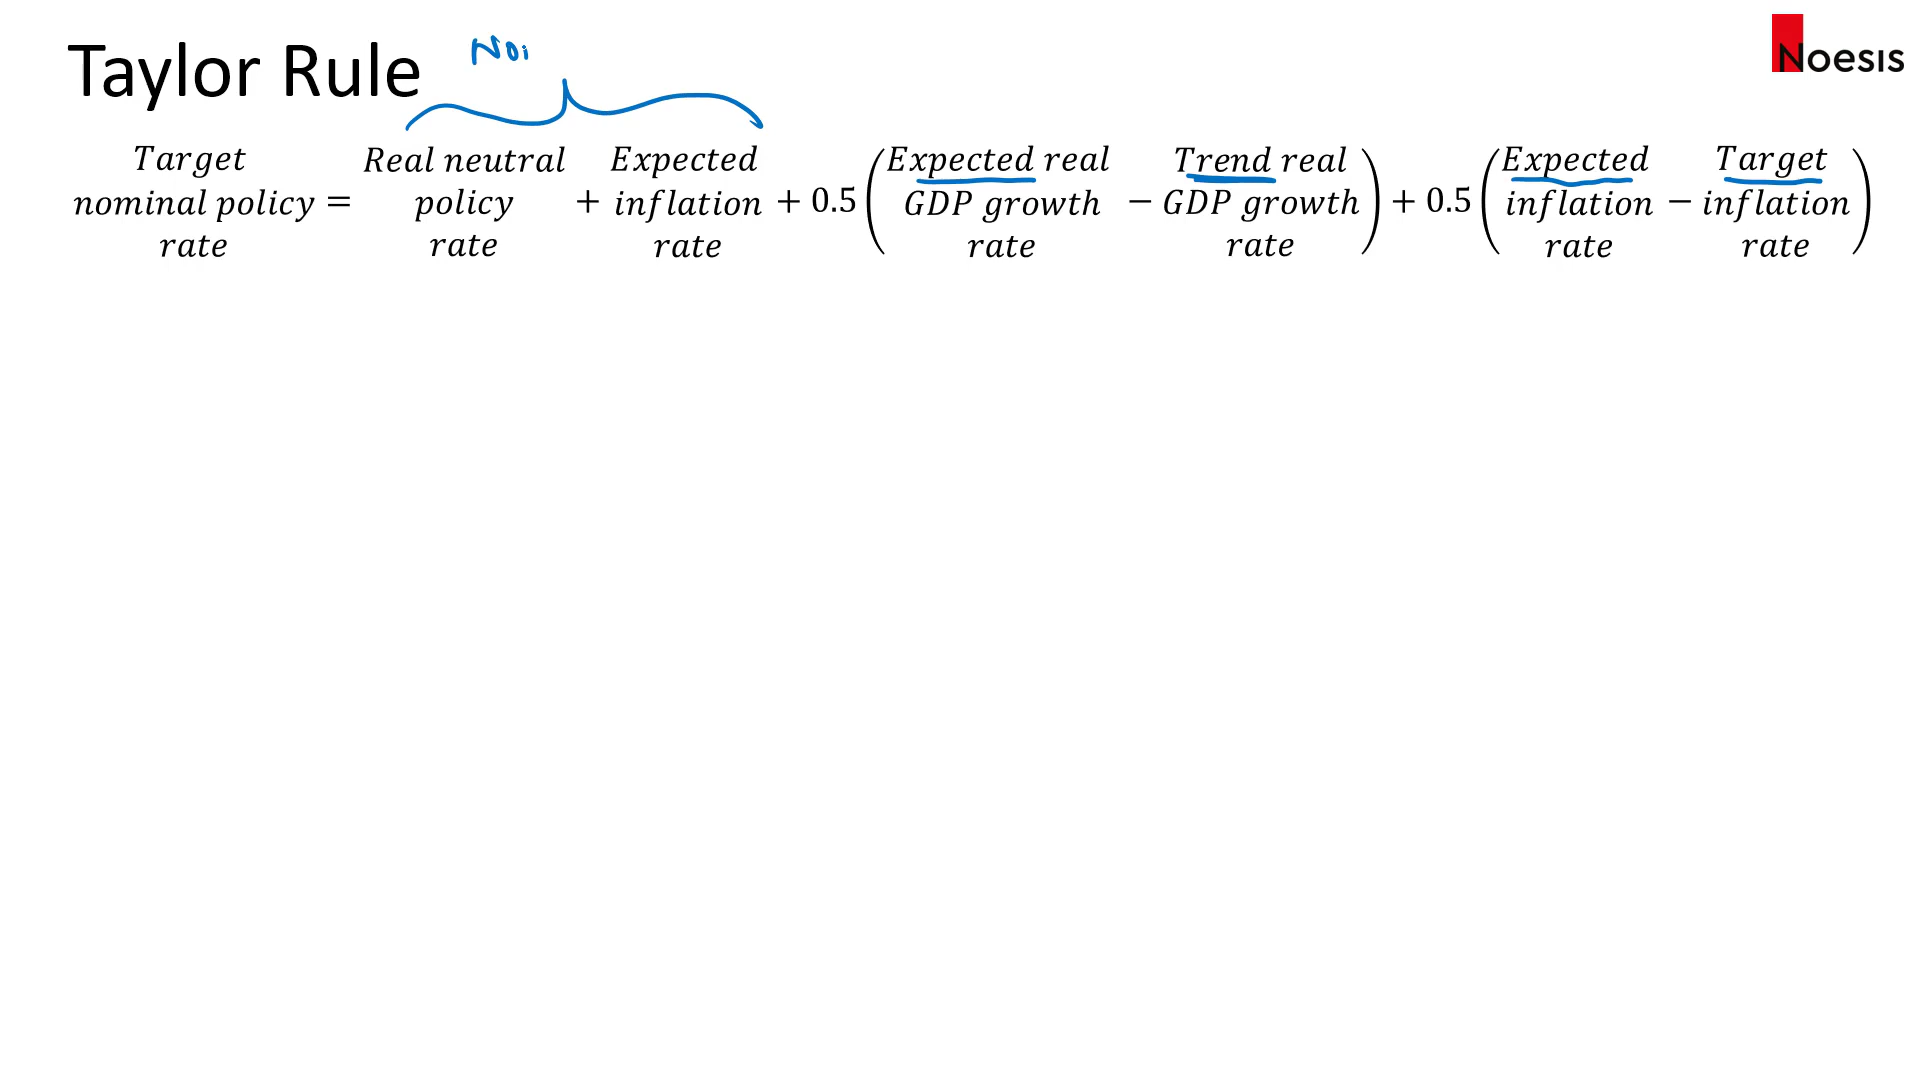 Taylor Rule
Noi
Noesis
Target nominal policy rate = Real neutral policy rate + Expected inflation rate + 0.5 (Expected real GDP growth rate − Trend real GDP growth rate) + 0.5 (Expected inflation rate − Target inflation rate)